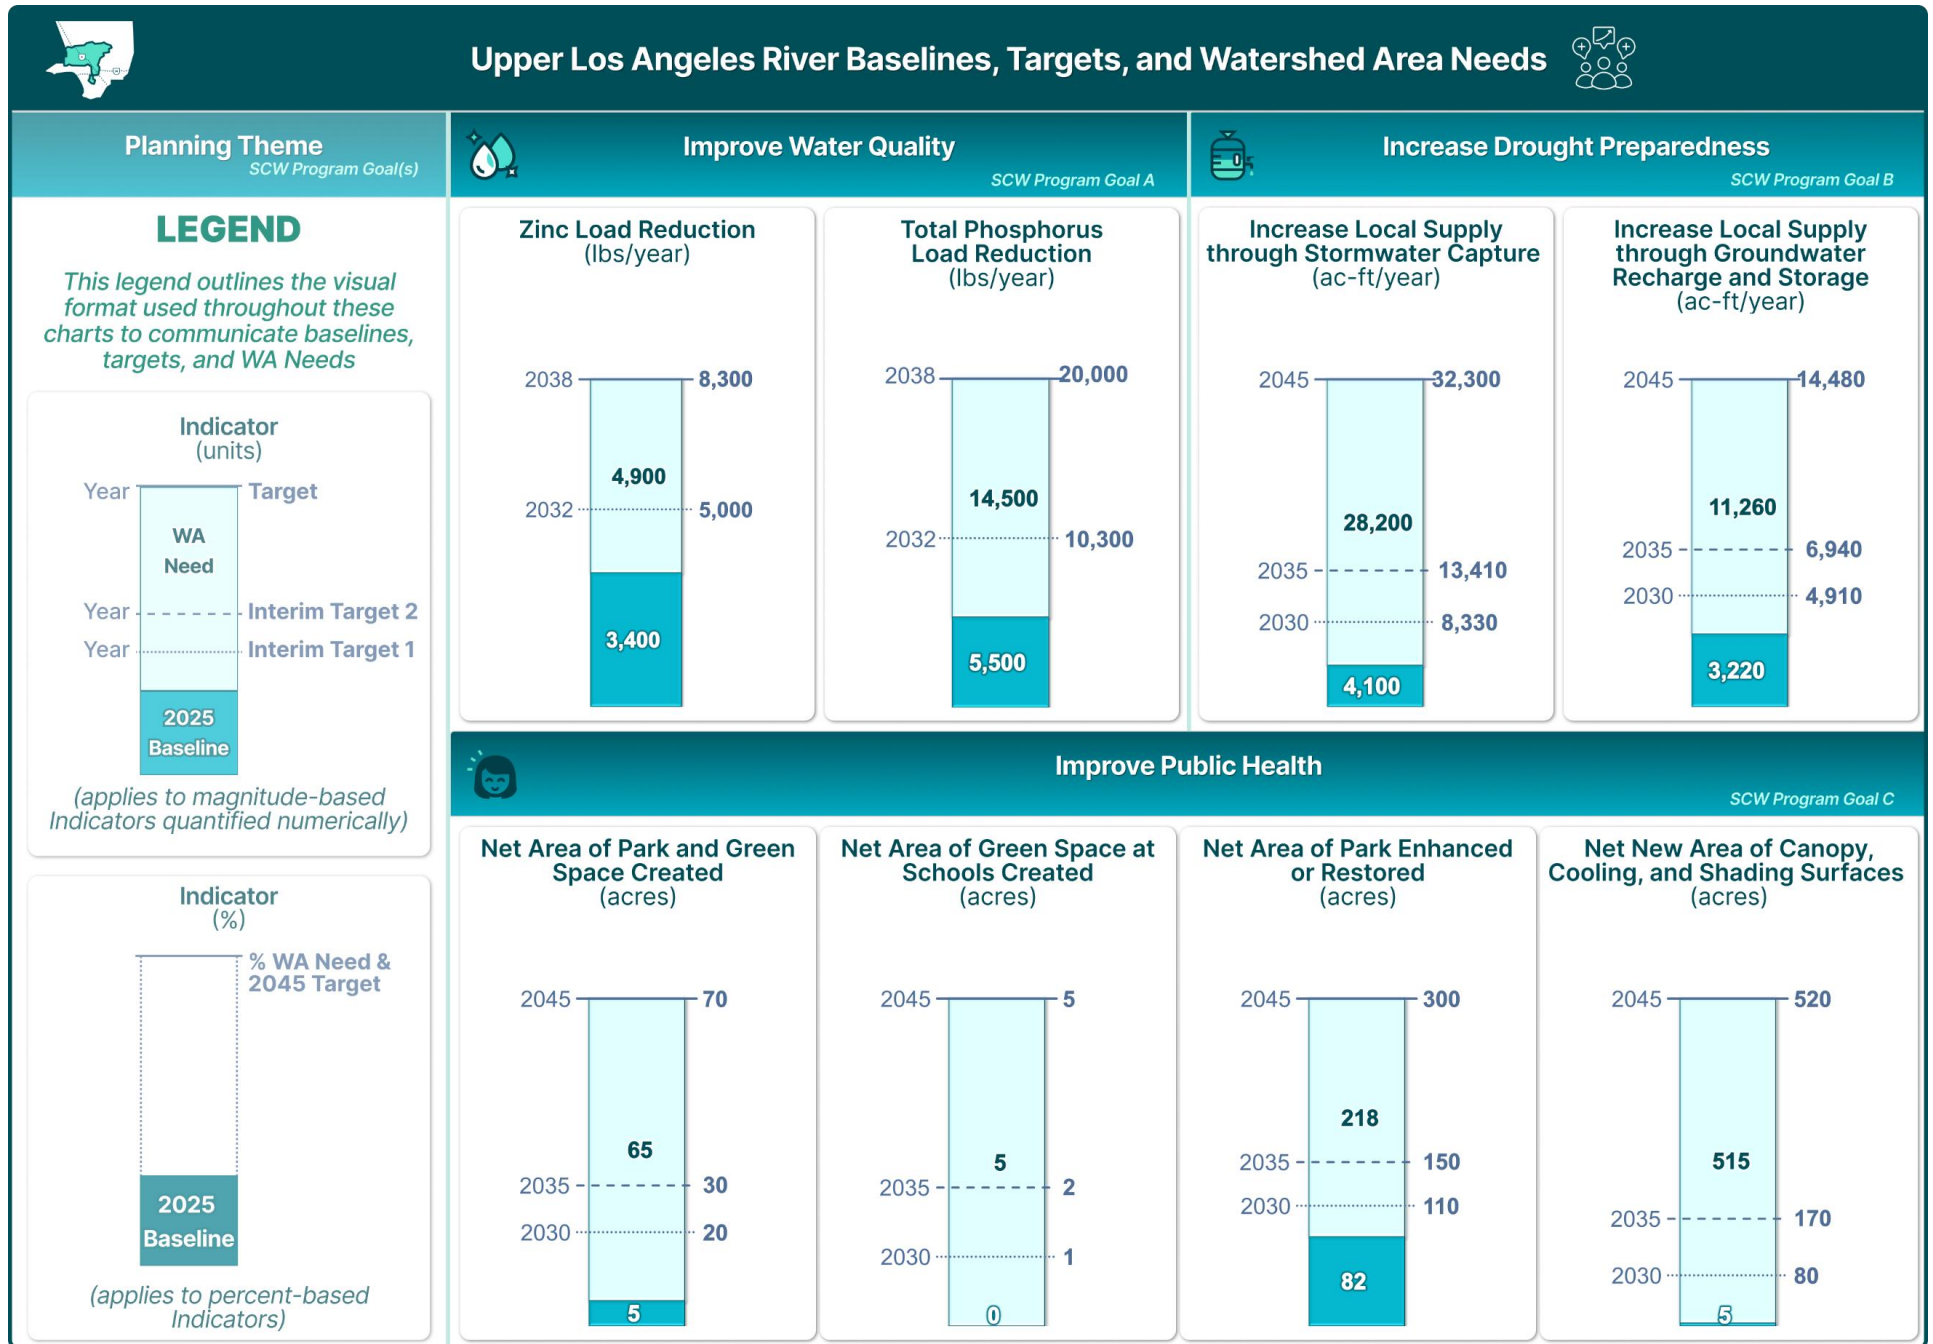 Upper Los Angeles River Baselines, Targets, and Watershed Area Needs
Planning Theme
SCW Program Goal(s)
LEGEND
This legend outlines the visual
format used throughout these
charts to communicate baselines,
targets, and WA Needs
Indicator
(units)
Year
Target
WA
Need
Year
Interim Target 2
Year
Interim Target 1
2025
Baseline
(applies to magnitude-based
Indicators quantified numerically)
Indicator
(%)
% WA Need &
2045 Target
2025
Baseline
(applies to percent-based
Indicators)
Improve Water Quality
SCW Program Goal A
Zinc Load Reduction
(lbs/year)
2038
8,300
4,900
2032
5,000
3,400
Total Phosphorus
Load Reduction
(lbs/year)
2038
20,000
14,500
2032
10,300
5,500
Increase Drought Preparedness
SCW Program Goal B
Increase Local Supply
through Stormwater Capture
(ac-ft/year)
2045
32,300
28,200
2035
13,410
2030
8,330
4,100
Increase Local Supply
through Groundwater
Recharge and Storage
(ac-ft/year)
2045
14,480
11,260
2035
6,940
2030
4,910
3,220
Improve Public Health
SCW Program Goal C
Net Area of Park and Green
Space Created
(acres)
2045
70
65
2035
30
2030
20
5
Net Area of Green Space at
Schools Created
(acres)
2045
5
5
2035
2
2030
1
0
Net Area of Park Enhanced
or Restored
(acres)
2045
300
218
2035
150
2030
110
82
Net New Area of Canopy,
Cooling, and Shading Surfaces
(acres)
2045
520
515
2035
170
2030
80
5